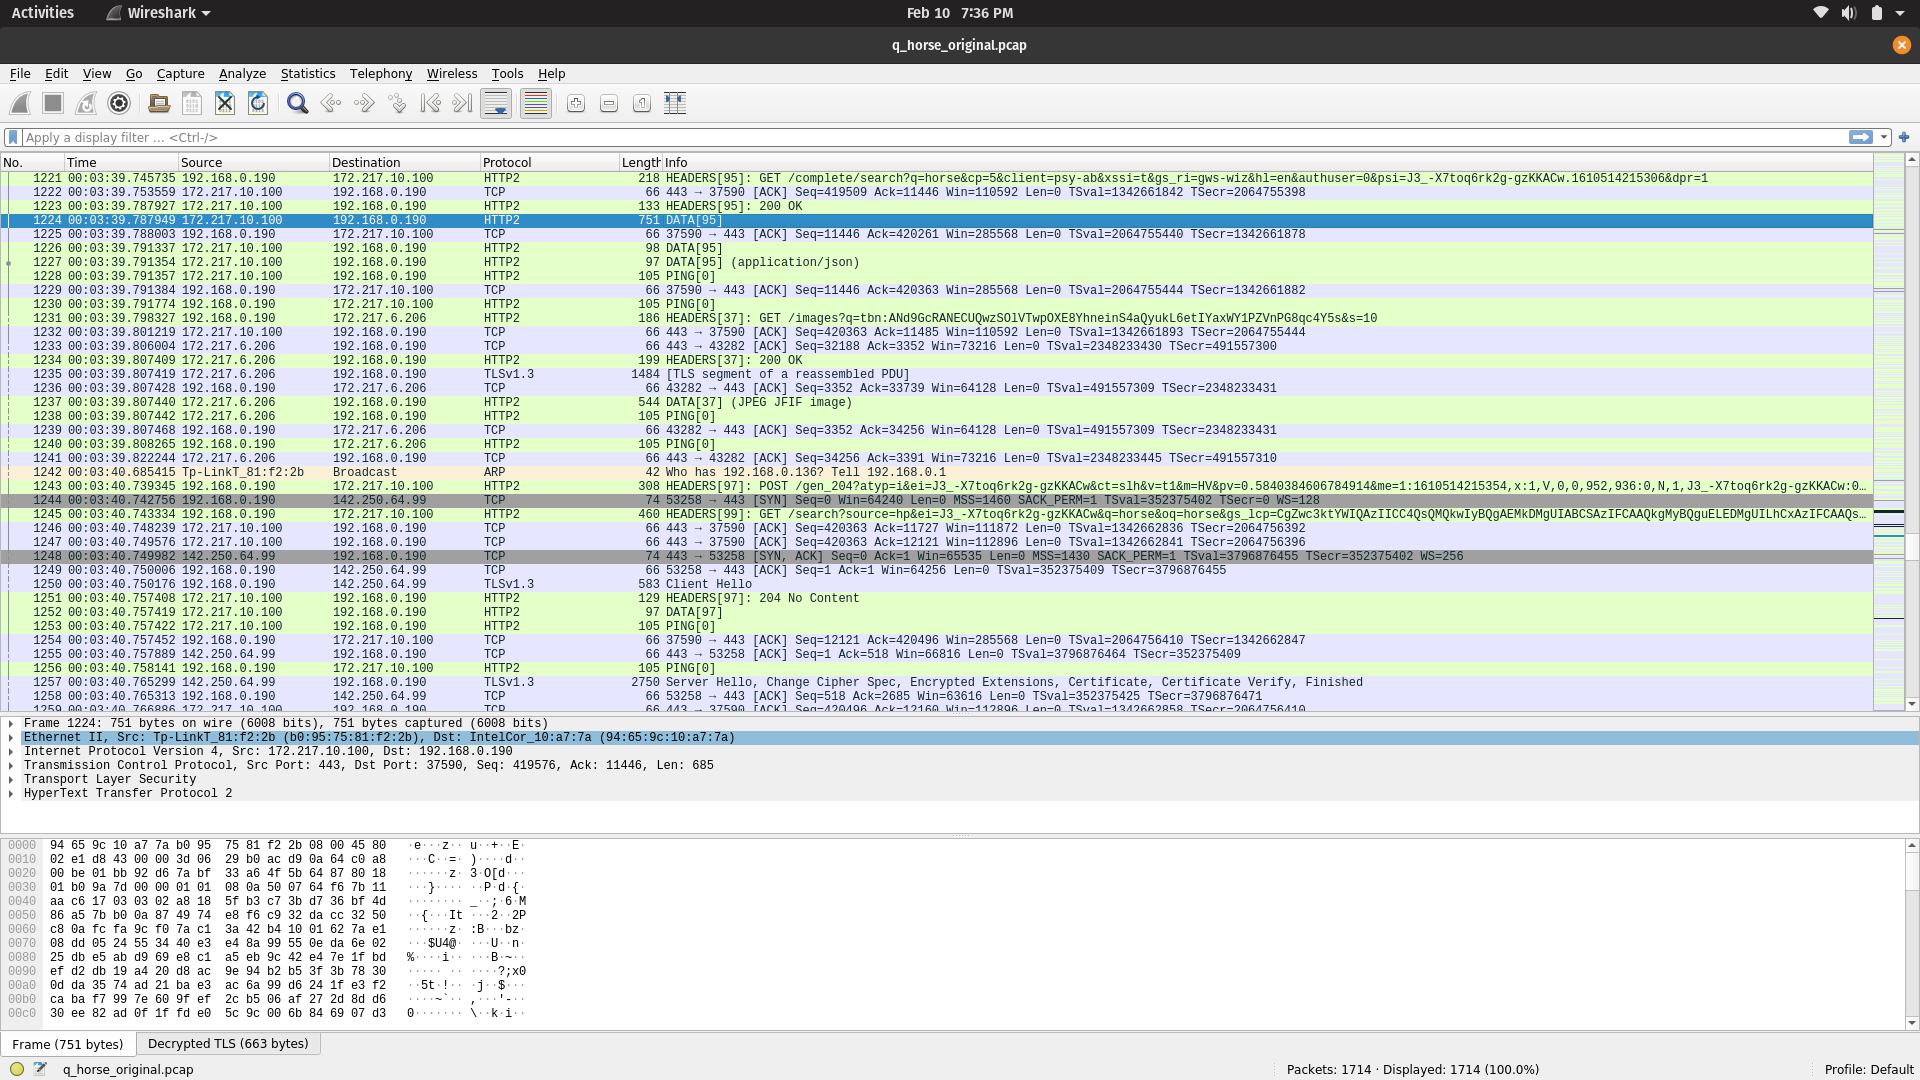 Activities Wireshark Feb 10 7:36 PM
q_horse_original.pcap
File Edit View Go Capture Analyze Statistics Telephony Wireless Tools Help
Apply a display filter ... <Ctrl-/>
No. Time Source Destination Protocol Length Info
1221 00:03:39.745735 192.168.0.190 172.217.10.100 HTTP2 218 HEADERS[95]: GET /complete/search?q=horse&cp=5&client=psy-ab&xssi=t&gs_ri=gws-wiz&hl=en&authuser=0&psi=J3_-X7toq6rk2g-gzKKACw.1610514215306&dpr=1
1222 00:03:39.753559 172.217.10.100 192.168.0.190 TCP 66 443 → 37590 [ACK] Seq=419509 Ack=11446 Win=110592 Len=0 TSval=1342661842 TSecr=2064755398
1223 00:03:39.787927 172.217.10.100 192.168.0.190 HTTP2 133 HEADERS[95]: 200 OK
1224 00:03:39.787949 172.217.10.100 192.168.0.190 HTTP2 751 DATA[95]
1225 00:03:39.788003 192.168.0.190 172.217.10.100 TCP 66 37590 → 443 [ACK] Seq=11446 Ack=420261 Win=285568 Len=0 TSval=2064755440 TSecr=1342661878
1226 00:03:39.791337 172.217.10.100 192.168.0.190 HTTP2 98 DATA[95]
1227 00:03:39.791354 172.217.10.100 192.168.0.190 HTTP2 97 DATA[95] (application/json)
1228 00:03:39.791357 172.217.10.100 192.168.0.190 HTTP2 105 PING[0]
1229 00:03:39.791384 192.168.0.190 172.217.10.100 TCP 66 37590 → 443 [ACK] Seq=11446 Ack=420363 Win=285568 Len=0 TSval=2064755444 TSecr=1342661882
1230 00:03:39.791774 192.168.0.190 172.217.10.100 HTTP2 105 PING[0]
1231 00:03:39.798327 192.168.0.190 172.217.6.206 HTTP2 186 HEADERS[37]: GET /images?q=tbn:ANd9GcRANECUQwzSOlVTwpOXE8YhneinS4aQyukL6etIYaxWY1PZVnPG8qc4Y5s&s=10
1232 00:03:39.801219 172.217.10.100 192.168.0.190 TCP 66 443 → 37590 [ACK] Seq=420363 Ack=11485 Win=110592 Len=0 TSval=1342661893 TSecr=2064755444
1233 00:03:39.806004 172.217.6.206 192.168.0.190 TCP 66 443 → 43282 [ACK] Seq=32188 Ack=3352 Win=73216 Len=0 TSval=2348233430 TSecr=491557300
1234 00:03:39.807409 172.217.6.206 192.168.0.190 HTTP2 199 HEADERS[37]: 200 OK
1235 00:03:39.807419 172.217.6.206 192.168.0.190 TLSv1.3 1484 [TLS segment of a reassembled PDU]
1236 00:03:39.807428 192.168.0.190 172.217.6.206 TCP 66 43282 → 443 [ACK] Seq=3352 Ack=33739 Win=64128 Len=0 TSval=491557309 TSecr=2348233431
1237 00:03:39.807440 172.217.6.206 192.168.0.190 HTTP2 544 DATA[37] (JPEG JFIF image)
1238 00:03:39.807442 172.217.6.206 192.168.0.190 HTTP2 105 PING[0]
1239 00:03:39.807468 192.168.0.190 172.217.6.206 TCP 66 43282 → 443 [ACK] Seq=3352 Ack=34256 Win=64128 Len=0 TSval=491557309 TSecr=2348233431
1240 00:03:39.808265 192.168.0.190 172.217.6.206 HTTP2 105 PING[0]
1241 00:03:39.822244 172.217.6.206 192.168.0.190 TCP 66 443 → 43282 [ACK] Seq=34256 Ack=3391 Win=73216 Len=0 TSval=2348233445 TSecr=491557310
1242 00:03:40.685415 Tp-LinkT_81:f2:2b Broadcast ARP 42 Who has 192.168.0.136? Tell 192.168.0.1
1243 00:03:40.739345 192.168.0.190 172.217.10.100 HTTP2 308 HEADERS[97]: POST /gen_204?atyp=i&ei=J3_-X7toq6rk2g-gzKKACw&ct=slh&v=t1&m=HV&pv=0.5840384606784914&me=1:1610514215354,x:1,V,0,0,952,936:0,N,1,J3_-X7toq6rk2g-gzKKACw:0…
1244 00:03:40.742756 192.168.0.190 142.250.64.99 TCP 74 53258 → 443 [SYN] Seq=0 Win=64240 Len=0 MSS=1460 SACK_PERM=1 TSval=352375402 TSecr=0 WS=128
1245 00:03:40.743334 192.168.0.190 172.217.10.100 HTTP2 460 HEADERS[99]: GET /search?source=hp&ei=J3_-X7toq6rk2g-gzKKACw&q=horse&oq=horse&gs_lcp=CgZwc3ktYWIQAzIICC4QsQMQkwIyBQgAEMkDMgUIABCSAzIFCAAQkgMyBQguELEDMgUILhCxAzIFCAAQs…
1246 00:03:40.748239 172.217.10.100 192.168.0.190 TCP 66 443 → 37590 [ACK] Seq=420363 Ack=11727 Win=111872 Len=0 TSval=1342662836 TSecr=2064756392
1247 00:03:40.749576 172.217.10.100 192.168.0.190 TCP 66 443 → 37590 [ACK] Seq=420363 Ack=12121 Win=112896 Len=0 TSval=1342662841 TSecr=2064756396
1248 00:03:40.749982 142.250.64.99 192.168.0.190 TCP 74 443 → 53258 [SYN, ACK] Seq=0 Ack=1 Win=65535 Len=0 MSS=1430 SACK_PERM=1 TSval=3796876455 TSecr=352375402 WS=256
1249 00:03:40.750006 192.168.0.190 142.250.64.99 TCP 66 53258 → 443 [ACK] Seq=1 Ack=1 Win=64256 Len=0 TSval=352375409 TSecr=3796876455
1250 00:03:40.750176 192.168.0.190 142.250.64.99 TLSv1.3 583 Client Hello
1251 00:03:40.757408 172.217.10.100 192.168.0.190 HTTP2 129 HEADERS[97]: 204 No Content
1252 00:03:40.757419 172.217.10.100 192.168.0.190 HTTP2 97 DATA[97]
1253 00:03:40.757422 172.217.10.100 192.168.0.190 HTTP2 105 PING[0]
1254 00:03:40.757452 192.168.0.190 172.217.10.100 TCP 66 37590 → 443 [ACK] Seq=12121 Ack=420496 Win=285568 Len=0 TSval=2064756410 TSecr=1342662847
1255 00:03:40.757889 142.250.64.99 192.168.0.190 TCP 66 443 → 53258 [ACK] Seq=1 Ack=518 Win=66816 Len=0 TSval=3796876464 TSecr=352375409
1256 00:03:40.758141 192.168.0.190 172.217.10.100 HTTP2 105 PING[0]
1257 00:03:40.765299 142.250.64.99 192.168.0.190 TLSv1.3 2750 Server Hello, Change Cipher Spec, Encrypted Extensions, Certificate, Certificate Verify, Finished
1258 00:03:40.765313 192.168.0.190 142.250.64.99 TCP 66 53258 → 443 [ACK] Seq=518 Ack=2685 Win=63616 Len=0 TSval=352375425 TSecr=3796876471
1259 00:03:40.766886 172.217.10.100 192.168.0.190 TCP 66 443 → 37590 [ACK] Seq=420496 Ack=12160 Win=112896 Len=0 TSval=1342662858 TSecr=2064756410
Frame 1224: 751 bytes on wire (6008 bits), 751 bytes captured (6008 bits)
Ethernet II, Src: Tp-LinkT_81:f2:2b (b0:95:75:81:f2:2b), Dst: IntelCor_10:a7:7a (94:65:9c:10:a7:7a)
Internet Protocol Version 4, Src: 172.217.10.100, Dst: 192.168.0.190
Transmission Control Protocol, Src Port: 443, Dst Port: 37590, Seq: 419576, Ack: 11446, Len: 685
Transport Layer Security
HyperText Transfer Protocol 2
0000 94 65 9c 10 a7 7a b0 95 75 81 f2 2b 08 00 45 80 ·e···z·· u··+··E·
0010 02 e1 d8 43 00 00 3d 06 29 b0 ac d9 0a 64 c0 a8 ···C··=· )····d··
0020 00 be 01 bb 92 d6 7a bf 33 a6 4f 5b 64 87 80 18 ······z· 3·O[d···
0030 01 b0 9a 7d 00 00 01 01 08 0a 50 07 64 f6 7b 11 ···}···· ··P·d·{·
0040 aa c6 17 03 03 02 a8 18 5f b3 c7 3b d7 36 bf 4d ········ _··;·6·M
0050 86 a5 7b b0 0a 87 49 74 e8 f6 c9 32 da cc 32 50 ··{···It ···2··2P
0060 c8 0a fc fa 9c f0 7a c1 3a 42 b4 10 01 62 7a e1 ······z· :B···bz·
0070 08 dd 05 24 55 34 40 e3 e4 8a 99 55 0e da 6e 02 ···$U4@· ···U··n·
0080 25 db e5 ab d9 69 e8 c1 a5 eb 9c 42 e4 7e 1f bd %····i·· ···B·~··
0090 ef d2 db 19 a4 20 d8 ac 9e 94 b2 b5 3f 3b 78 30 ····· ·· ····?;x0
00a0 0d da 35 74 ad 21 ba e3 ac 6a 99 d6 24 1f e3 f2 ··5t·!·· ·j··$···
00b0 ca ba f7 99 7e 60 9f ef 2c b5 06 af 27 2d 8d d6 ····~`·· ,···'-··
00c0 30 ee 82 ad 0f 1f fd e0 5c 9c 00 6b 84 69 07 d3 0······· \··k·i··
Frame (751 bytes) Decrypted TLS (663 bytes)
q_horse_original.pcap Packets: 1714 · Displayed: 1714 (100.0%) Profile: Default